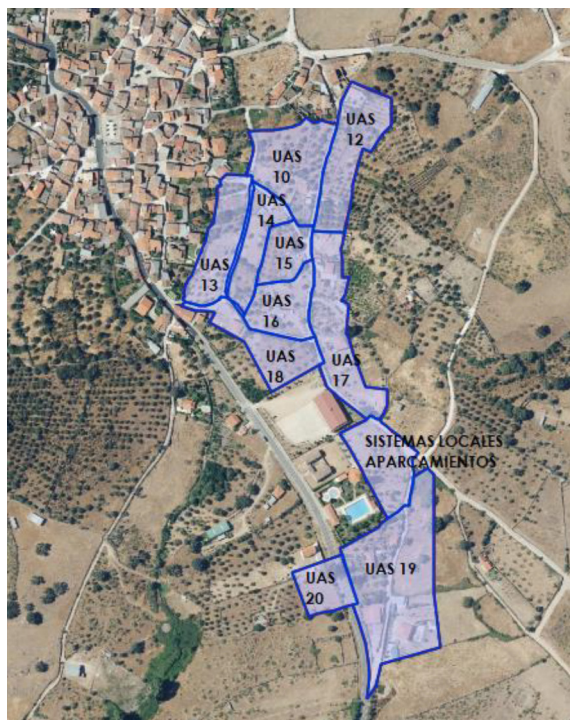 UAS
12
UAS
10
UAS
14
UAS
15
UAS
13
UAS
16
UAS
18
UAS
17
SISTEMAS LOCALES
APARCAMIENTOS
UAS 19
UAS
20